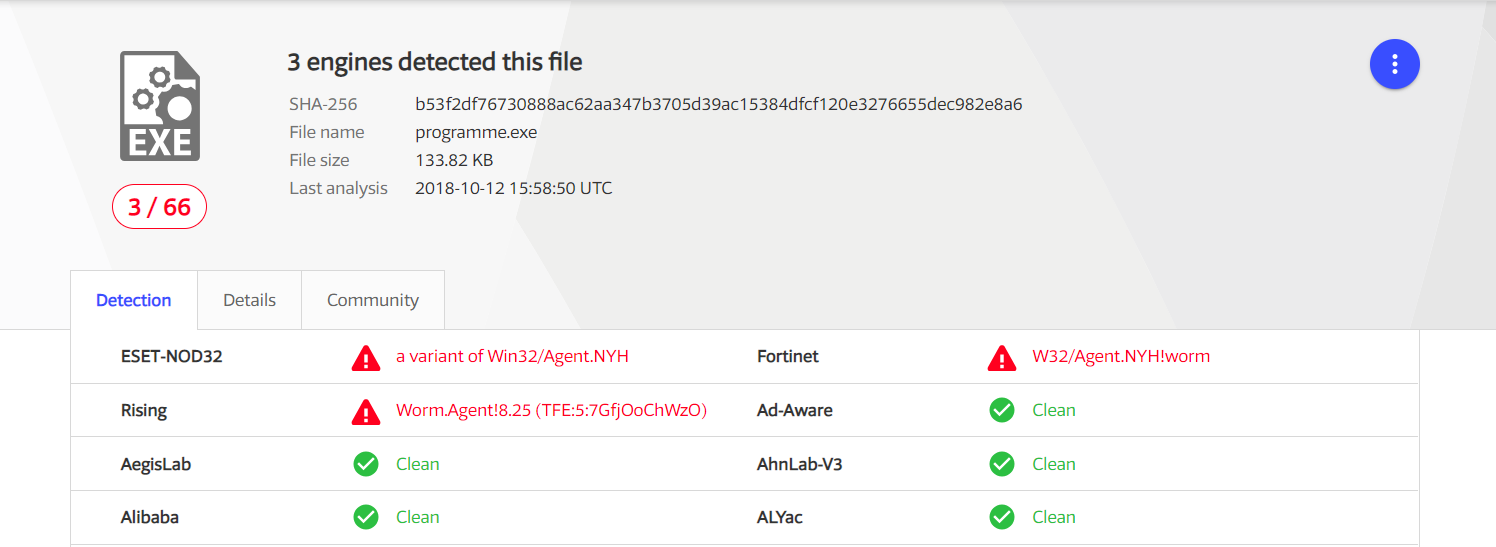 3 engines detected this file
SHA-256 b53f2df76730888ac62aa347b3705d39ac15384dfcf120e3276655dec982e8a6
File name programme.exe
File size 133.82 KB
Last analysis 2018-10-12 15:58:50 UTC
EXE
3 / 66
Detection Details Community
ESET-NOD32 a variant of Win32/Agent.NYH Fortinet W32/Agent.NYH!worm
Rising Worm.Agent!8.25 (TFE:5:7GfjOoChWzO) Ad-Aware Clean
AegisLab Clean AhnLab-V3 Clean
Alibaba Clean ALYac Clean